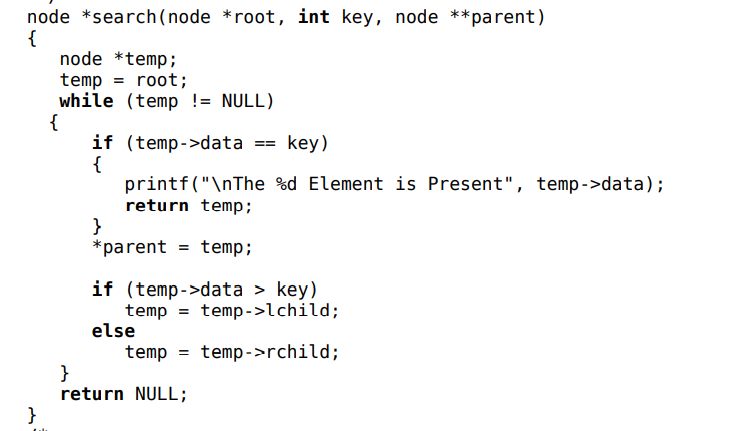 node *search(node *root, int key, node **parent)
{
   node *temp;
   temp = root;
   while (temp != NULL)
  {
      if (temp->data == key)
      {
         printf("\nThe %d Element is Present", temp->data);
         return temp;
      }
      *parent = temp;

      if (temp->data > key)
         temp = temp->lchild;
      else
         temp = temp->rchild;
   }
   return NULL;
}